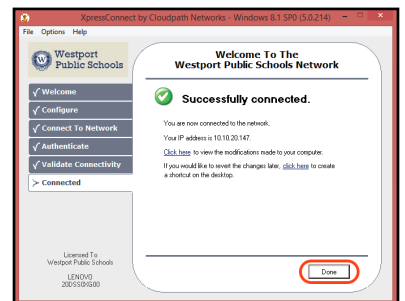 XpressConnect by Cloudpath Networks - Windows 8.1 SP0 (5.0.214)
File Options Help
Westport
Public Schools
Welcome To The
Westport Public Schools Network
√ Welcome
√ Configure
√ Connect To Network
√ Authenticate
√ Validate Connectivity
> Connected
Successfully connected.
You are now connected to the network.
Your IP address is 10.10.20.147.
Click here to view the modifications made to your computer.
If you would like to revert the changes later, click here to create
a shortcut on the desktop.
Licensed To
Westport Public Schools
LENOVO
20DSS0XG00
Done